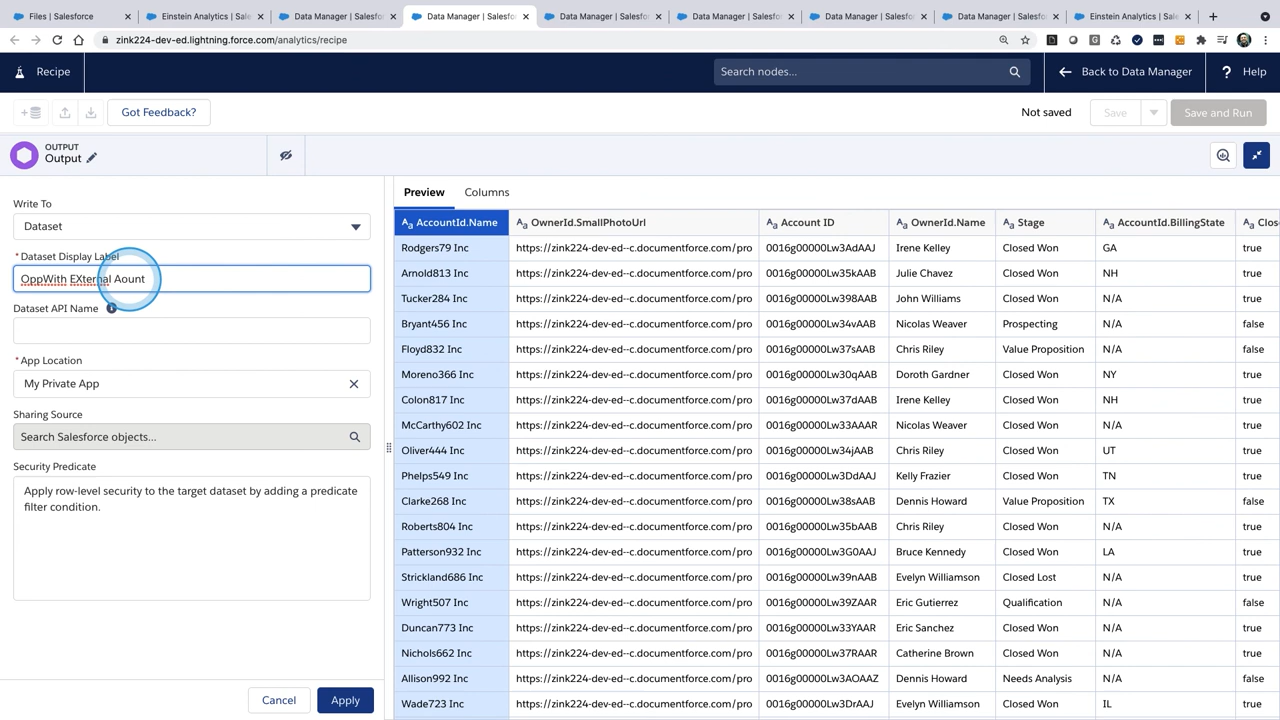 Files | Salesforce
Einstein Analytics | Sale
Data Manager | Salesfor
Data Manager | Salesforc
Data Manager | Salesfor
Data Manager | Salesfor
Data Manager | Salesfor
Data Manager | Salesfor
Einstein Analytics | Sale
zink224-dev-ed.lightning.force.com/analytics/recipe
Recipe
Search nodes...
Back to Data Manager
? Help
Got Feedback?
Not saved
Save
Save and Run
OUTPUT
Output
Write To
Dataset
* Dataset Display Label
OppWith EXternal Aount
Dataset API Name
* App Location
My Private App
Sharing Source
Search Salesforce objects...
Security Predicate
Apply row-level security to the target dataset by adding a predicate
filter condition.
Cancel
Apply
Preview
Columns
AccountId.Name OwnerId.SmallPhotoUrl Account ID OwnerId.Name Stage AccountId.BillingState Clos
Rodgers79 Inc https://zink224-dev-ed--c.documentforce.com/pro 0016g00000Lw3AdAAJ Irene Kelley Closed Won GA true
Arnold813 Inc https://zink224-dev-ed--c.documentforce.com/pro 0016g00000Lw35kAAB Julie Chavez Closed Won NH true
Tucker284 Inc https://zink224-dev-ed--c.documentforce.com/pro 0016g00000Lw398AAB John Williams Closed Won N/A true
Bryant456 Inc https://zink224-dev-ed--c.documentforce.com/pro 0016g00000Lw34vAAB Nicolas Weaver Prospecting N/A false
Floyd832 Inc https://zink224-dev-ed--c.documentforce.com/pro 0016g00000Lw37sAAB Chris Riley Value Proposition N/A false
Moreno366 Inc https://zink224-dev-ed--c.documentforce.com/pro 0016g00000Lw30qAAB Doroth Gardner Closed Won NY true
Colon817 Inc https://zink224-dev-ed--c.documentforce.com/pro 0016g00000Lw37dAAB Irene Kelley Closed Won NH true
McCarthy602 Inc https://zink224-dev-ed--c.documentforce.com/pro 0016g00000Lw33AAAR Nicolas Weaver Closed Won N/A true
Oliver444 Inc https://zink224-dev-ed--c.documentforce.com/pro 0016g00000Lw34jAAB Chris Riley Closed Won UT true
Phelps549 Inc https://zink224-dev-ed--c.documentforce.com/pro 0016g00000Lw3DdAAJ Kelly Frazier Closed Won TN true
Clarke268 Inc https://zink224-dev-ed--c.documentforce.com/pro 0016g00000Lw38sAAB Dennis Howard Value Proposition TX false
Roberts804 Inc https://zink224-dev-ed--c.documentforce.com/pro 0016g00000Lw35bAAB Chris Riley Closed Won N/A true
Patterson932 Inc https://zink224-dev-ed--c.documentforce.com/pro 0016g00000Lw3G0AAJ Bruce Kennedy Closed Won LA true
Strickland686 Inc https://zink224-dev-ed--c.documentforce.com/pro 0016g00000Lw39nAAB Evelyn Williamson Closed Lost N/A true
Wright507 Inc https://zink224-dev-ed--c.documentforce.com/pro 0016g00000Lw39ZAAR Eric Gutierrez Qualification N/A false
Duncan773 Inc https://zink224-dev-ed--c.documentforce.com/pro 0016g00000Lw33YAAR Eric Sanchez Closed Won N/A true
Nichols662 Inc https://zink224-dev-ed--c.documentforce.com/pro 0016g00000Lw37RAAR Catherine Brown Closed Won N/A true
Allison992 Inc https://zink224-dev-ed--c.documentforce.com/pro 0016g00000Lw3AOAAZ Dennis Howard Needs Analysis N/A false
Wade723 Inc https://zink224-dev-ed--c.documentforce.com/pro 0016g00000Lw3DrAAJ Evelyn Williamson Closed Won IL true